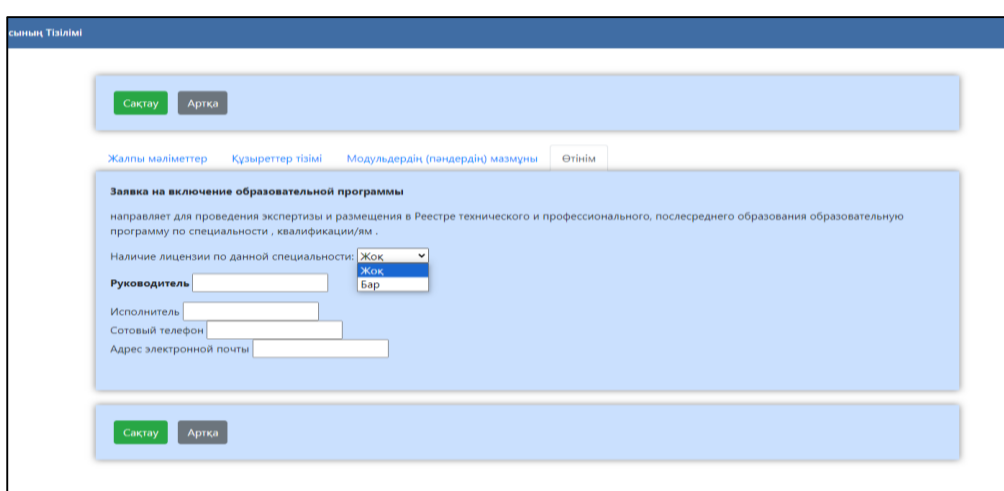 сының Тізілімі
Сақтау Артқа
Жалпы мәліметтер Құзыреттер тізімі Модульдердің (пәндердің) мазмұны Өтінім
Заявка на включение образовательной программы
направляет для проведения экспертизы и размещения в Реестре технического и профессионального, послесреднего образования образовательную
программу по специальности , квалификации/ям .
Наличие лицензии по данной специальности: Жоқ
Жоқ
Бар
Руководитель
Исполнитель
Сотовый телефон
Адрес электронной почты
Сақтау Артқа